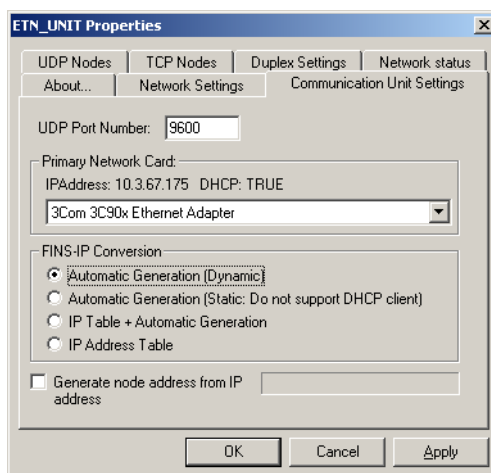 ETN_UNIT Properties
UDP Nodes TCP Nodes Duplex Settings Network status
About... Network Settings Communication Unit Settings
UDP Port Number: 9600
Primary Network Card:
IPAddress: 10.3.67.175 DHCP: TRUE
3Com 3C90x Ethernet Adapter
FINS-IP Conversion
Automatic Generation (Dynamic)
Automatic Generation (Static: Do not support DHCP client)
IP Table + Automatic Generation
IP Address Table
Generate node address from IP
address
OK Cancel Apply